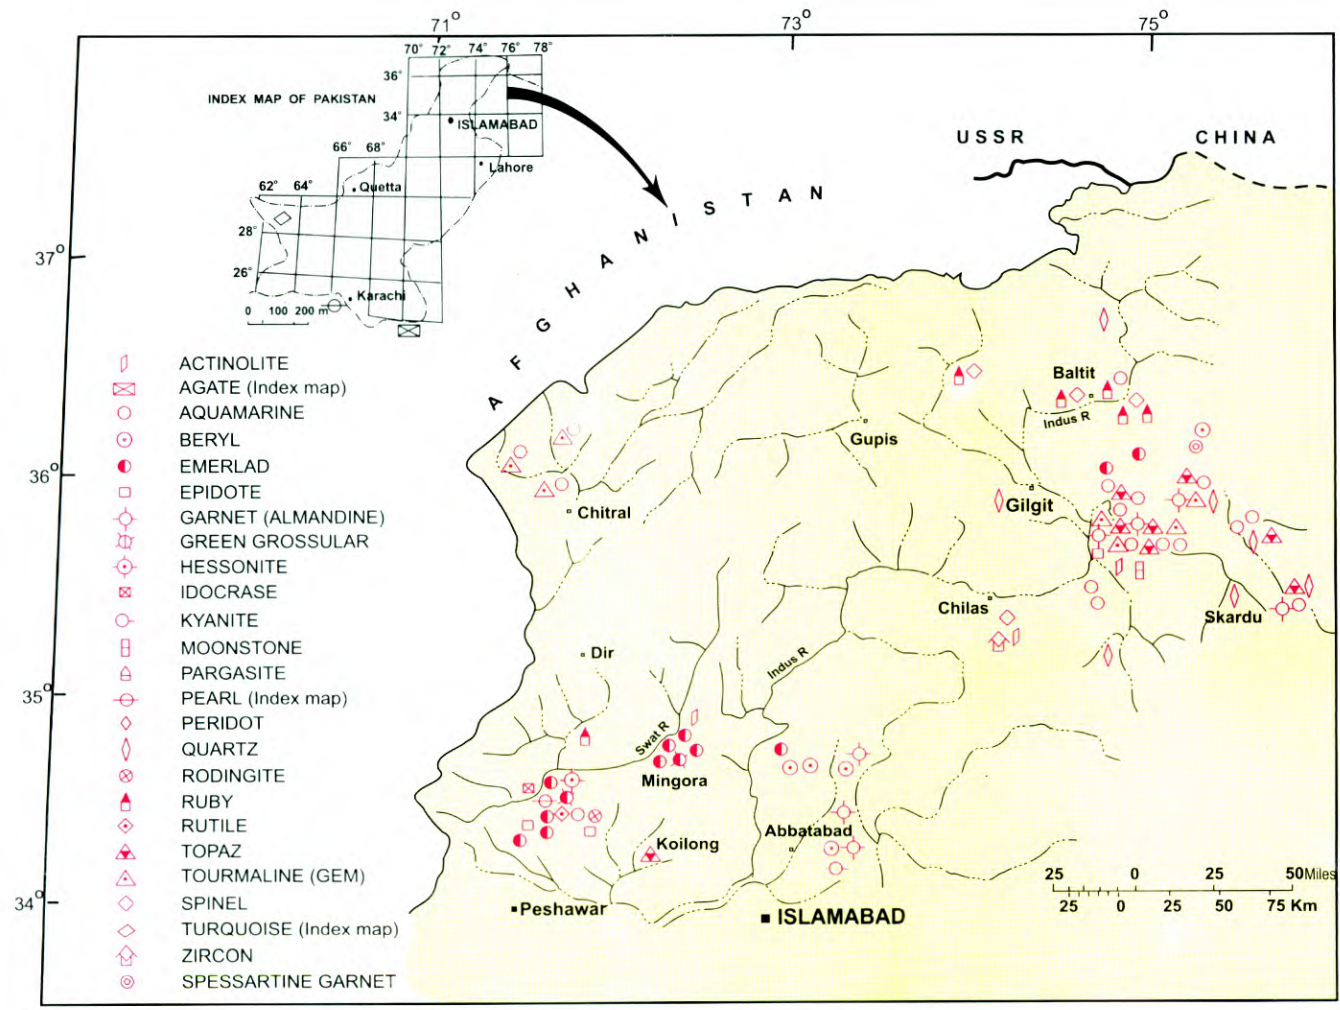 71°
73°
75°
70° 72° 74° 76° 78°
36°
INDEX MAP OF PAKISTAN
34°
ISLAMABAD
66° 68°
Lahore
62° 64°
Quetta
28°
26°
Karachi
0 100 200 m
USSR
CHINA
AFGHANISTAN
37°
36°
35°
34°
ACTINOLITE
AGATE (Index map)
AQUAMARINE
BERYL
EMERLAD
EPIDOTE
GARNET (ALMANDINE)
GREEN GROSSULAR
HESSONITE
IDOCRASE
KYANITE
MOONSTONE
PARGASITE
PEARL (Index map)
PERIDOT
QUARTZ
RODINGITE
RUBY
RUTILE
TOPAZ
TOURMALINE (GEM)
SPINEL
TURQUOISE (Index map)
ZIRCON
SPESSARTINE GARNET
Baltit
Indus R
Gupis
Gilgit
Chitral
Chilas
Skardu
Dir
Indus R
Swat R
Mingora
Abbatabad
Koilong
Peshawar
ISLAMABAD
25 0 25 50 Miles
25 0 25 50 75 Km